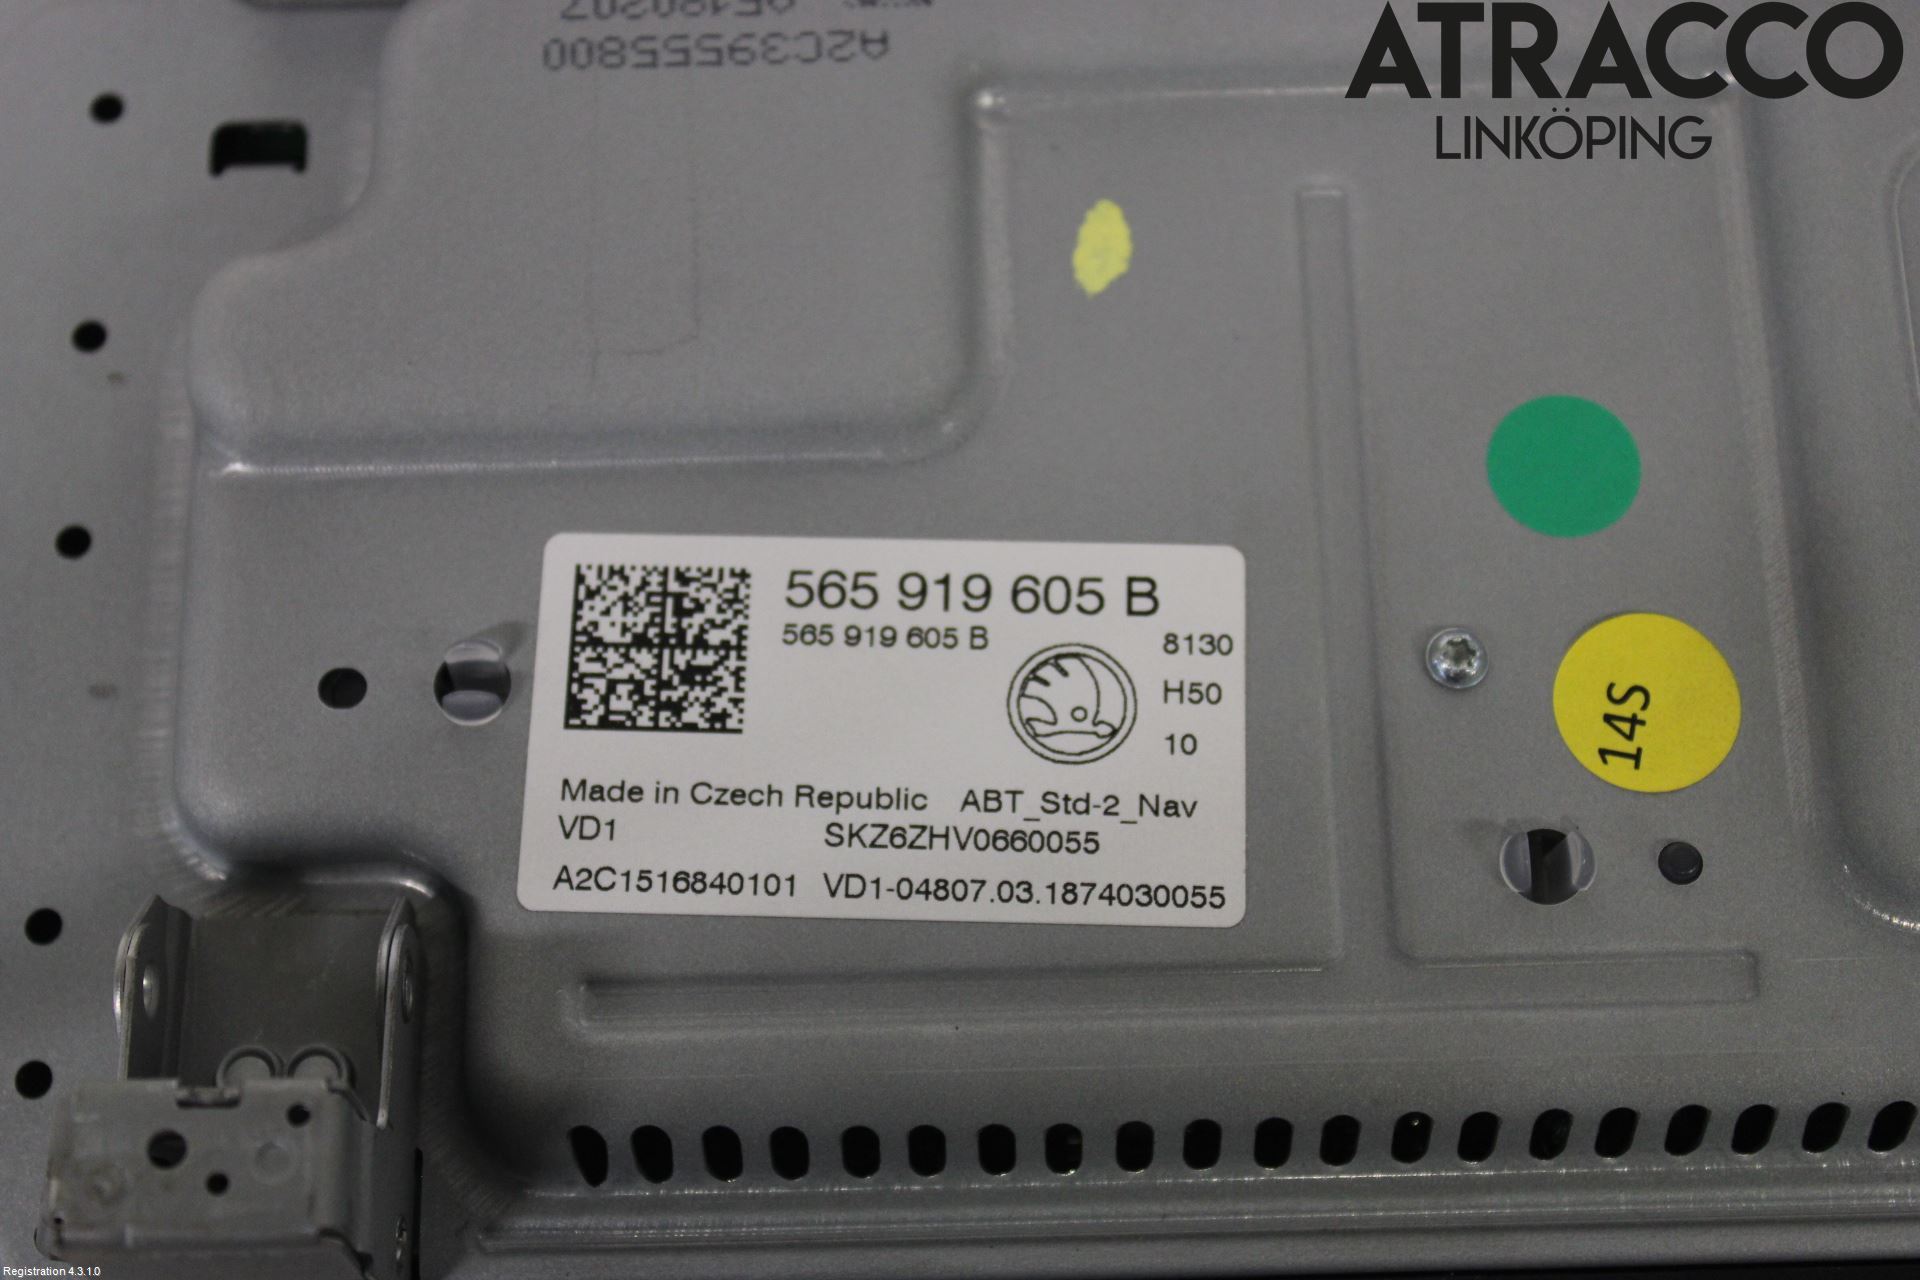 95180207
A2C39555800
ATRACCO
LINKÖPING
565 919 605 B
565 919 605 B
8130
H50
10
Made in Czech Republic ABT_Std-2_Nav
VD1 SKZ6ZHV0660055
A2C1516840101 VD1-04807.03.1874030055
14S
Registration 4.3.1.0